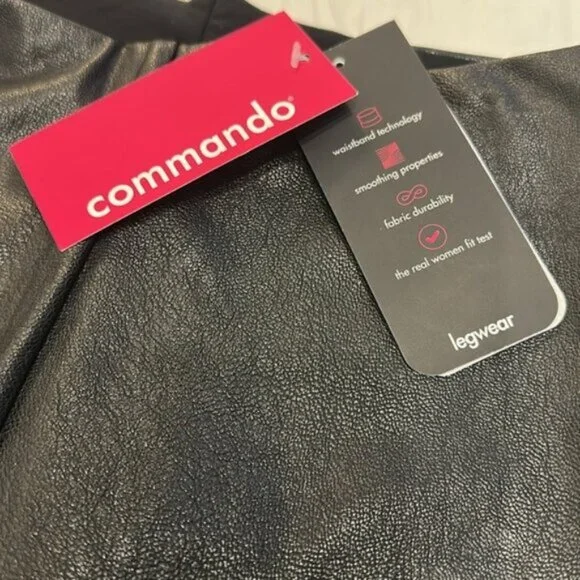 commando®
waistband technology
smoothing properties
fabric durability
the real women fit test
legwear